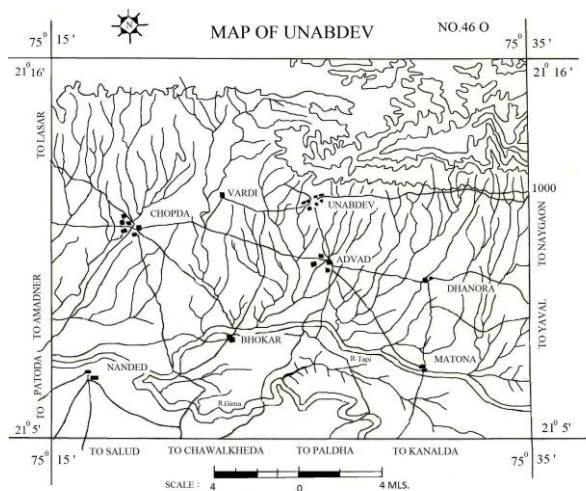 N
MAP OF UNABDEV
NO.46 O
75° 15'
75° 35'
21° 16'
21° 16'
TO LASAR
VARDI
UNABDEV
1000
CHOPDA
TO NAYGAON
ADVAD
DHANORA
TO AMADNER
BHOKAR
R-Tapi
MATONA
TO YAVAL
NANDED
TO PATODA
R.Girna
21° 5'
21° 5'
75° 15'
75° 35'
TO SALUD
TO CHAWALKHEDA
TO PALDHA
TO KANALDA
SCALE : 4 0 4 MLS.